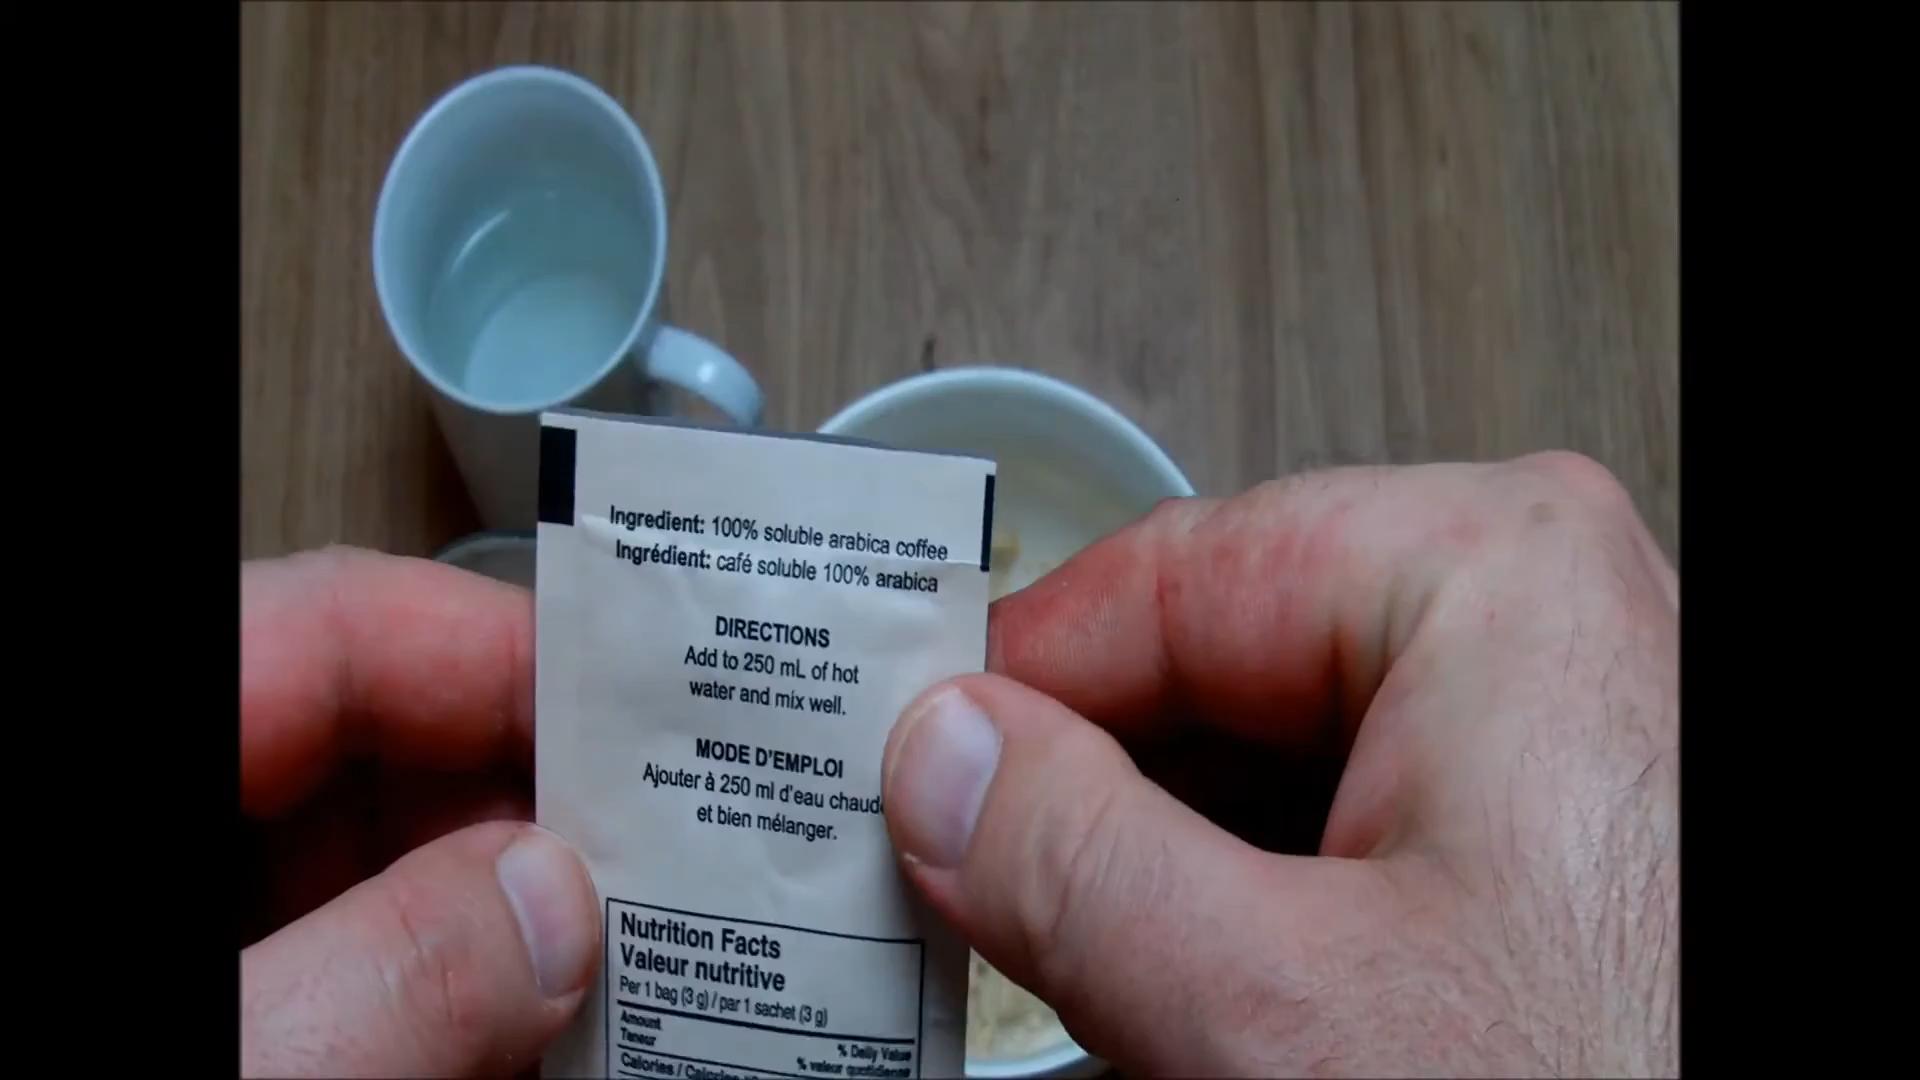 Ingredient: 100% soluble arabica coffee
Ingrédient: café soluble 100% arabica
DIRECTIONS
Add to 250 mL of hot
water and mix well.
MODE D'EMPLOI
Ajouter à 250 ml d'eau chaude
et bien mélanger.
Nutrition Facts
Valeur nutritive
Per 1 bag (3 g) / par 1 sachet (3 g)
Amount
Teneur
% Daily Value
% valeur quotidienne
Calories / Calories